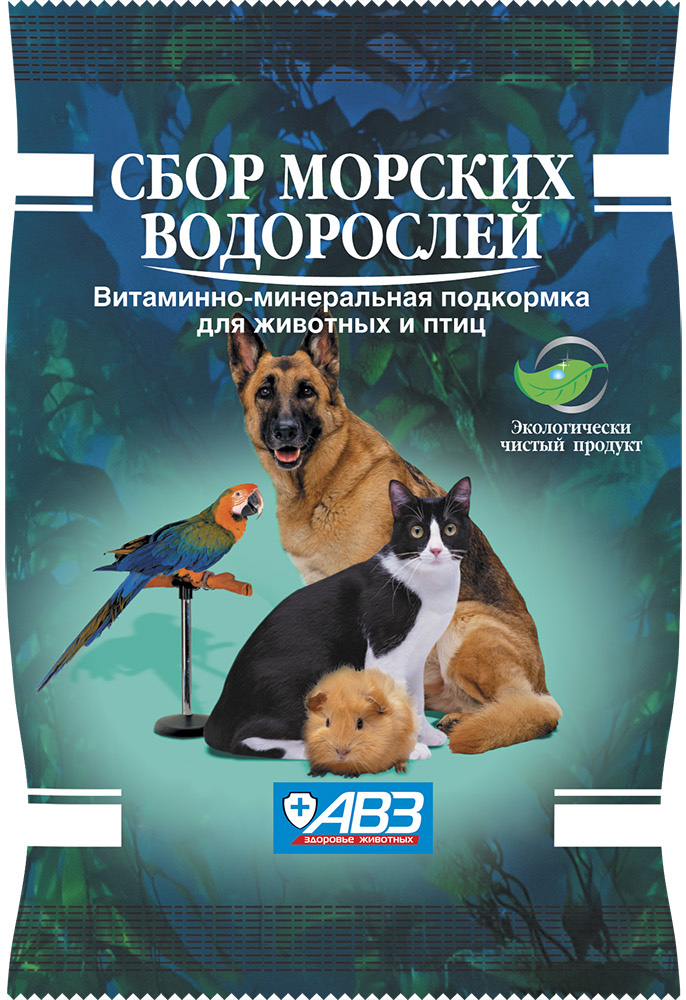 СБОР МОРСКИХ
ВОДОРОСЛЕЙ
Витаминно-минеральная подкормка
для животных и птиц
Экологически
чистый продукт
АВЗ
здоровье животных